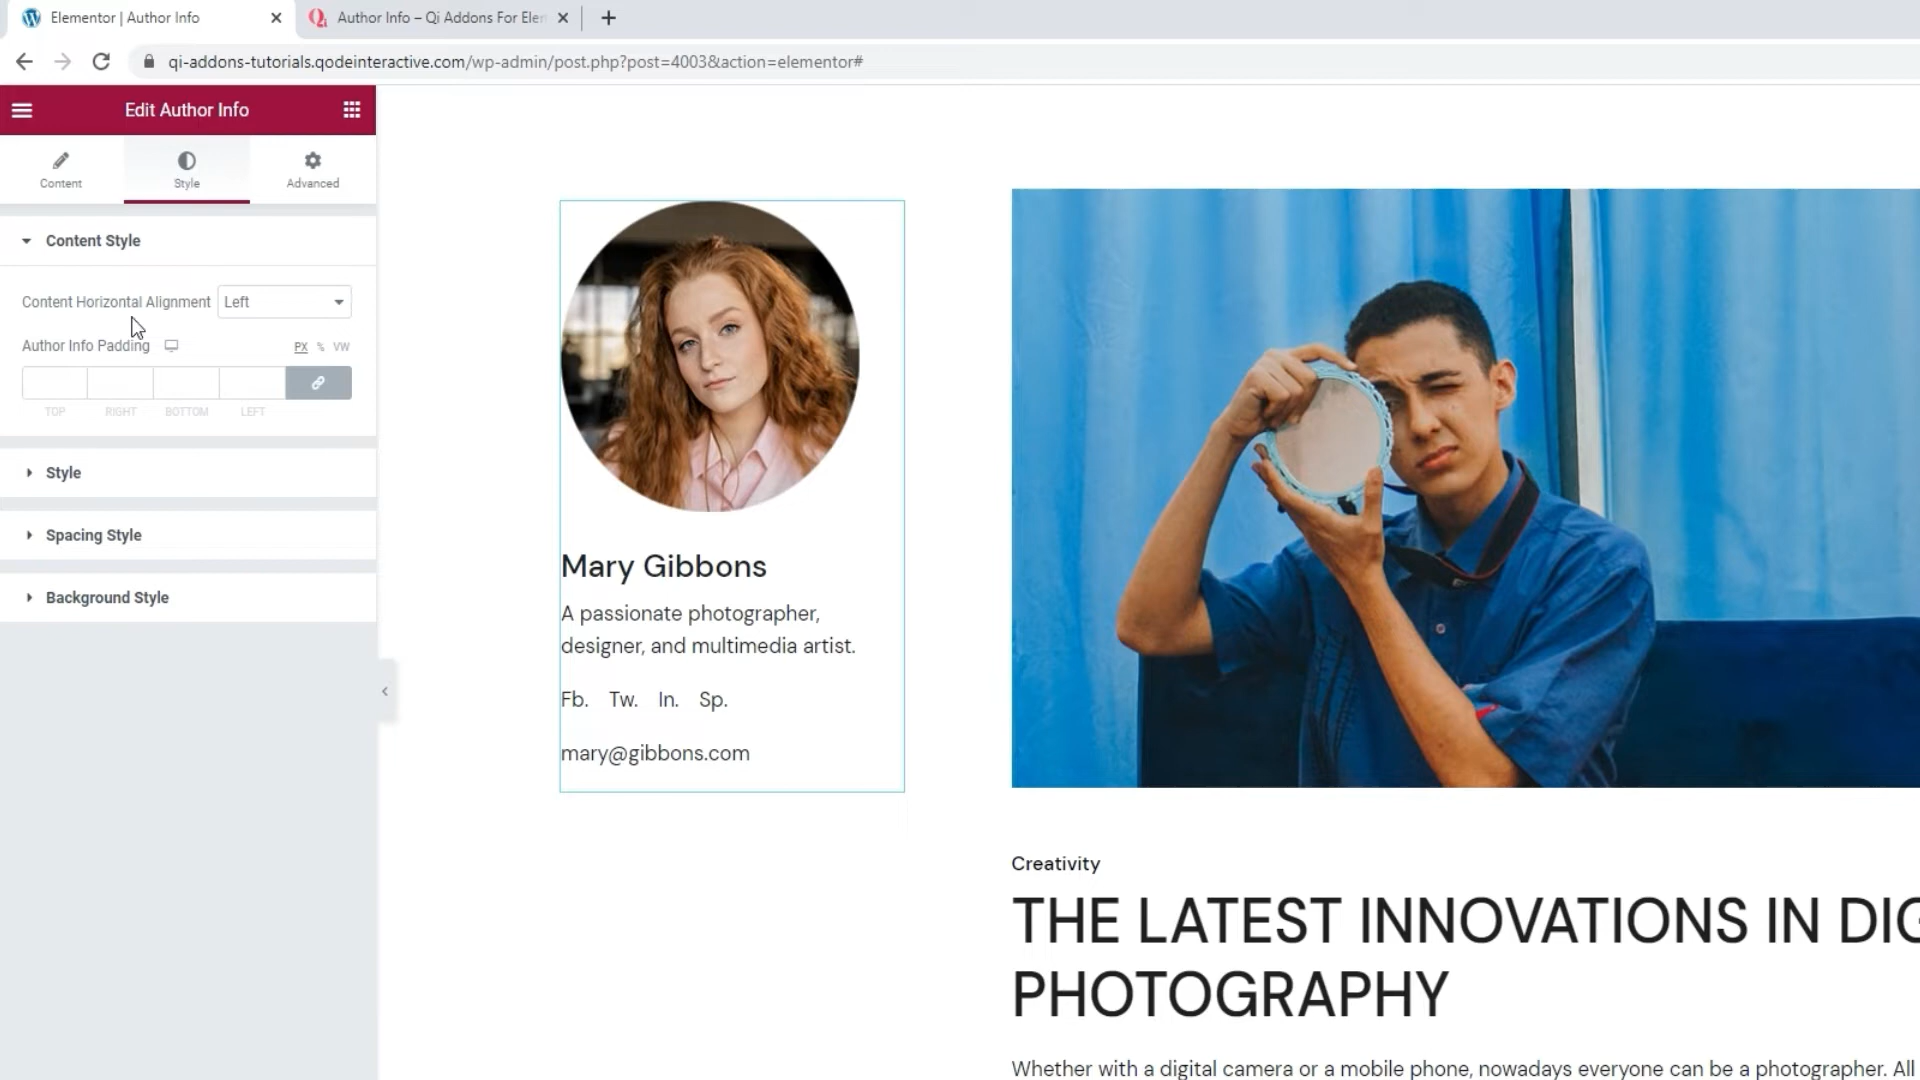 Elementor | Author Info
Author Info – Qi Addons For Elem
qi-addons-tutorials.qodeinteractive.com/wp-admin/post.php?post=4003&action=elementor#
Edit Author Info
Content
Style
Advanced
Content Style
Content Horizontal Alignment
Left
Author Info Padding
PX % VW
TOP RIGHT BOTTOM LEFT
Style
Spacing Style
Background Style
Mary Gibbons
A passionate photographer,
designer, and multimedia artist.
Fb. Tw. In. Sp.
mary@gibbons.com
Creativity
THE LATEST INNOVATIONS IN DIG
PHOTOGRAPHY
Whether with a digital camera or a mobile phone, nowadays everyone can be a photographer. All